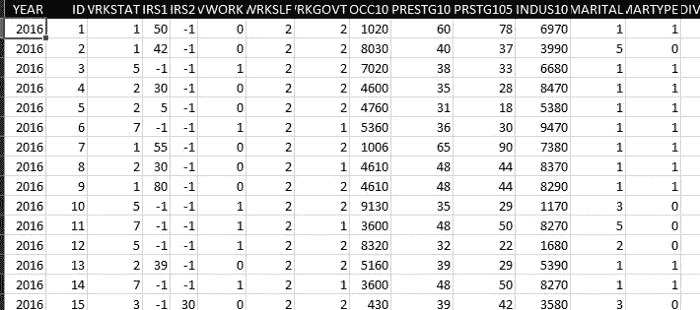 YEAR ID VRKSTAT IRS1 IRS2 VWORK WRKSLF 'RKGOVT OCC10 PRESTG10 PRSTG105 INDUS10 MARITAL MARTYPE DIV
2016 1 1 50 -1 0 2 2 1020 60 78 6970 1 1
2016 2 1 42 -1 0 2 2 8030 40 37 3990 5 0
2016 3 5 -1 -1 1 2 2 7020 38 33 6680 1 1
2016 4 2 30 -1 0 2 2 4600 35 28 8470 1 1
2016 5 2 5 -1 0 2 2 4760 31 18 5380 1 1
2016 6 7 -1 -1 1 2 1 5360 36 30 9470 1 1
2016 7 1 55 -1 0 2 2 1006 65 90 7380 1 1
2016 8 2 30 -1 0 2 1 4610 48 44 8370 1 1
2016 9 1 80 -1 0 2 2 4610 48 44 8290 1 1
2016 10 5 -1 -1 1 2 2 9130 35 29 1170 3 0
2016 11 7 -1 -1 1 2 1 3600 48 50 8270 5 0
2016 12 5 -1 -1 1 2 2 8320 32 22 1680 2 0
2016 13 2 39 -1 0 2 2 5160 39 29 5390 1 1
2016 14 7 -1 -1 1 2 1 3600 48 50 8270 1 1
2016 15 3 -1 30 0 2 2 430 39 42 3580 3 0